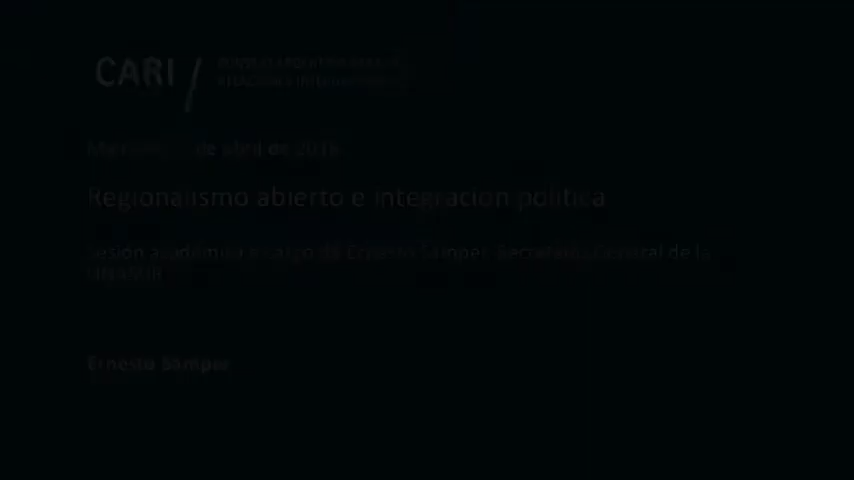 CARI /
de abril de
Regionalismo abierto e integración política
Sesión académica a cargo de Ernesto Samper, Secretario General de la
UNASUR
Ernesto Samper